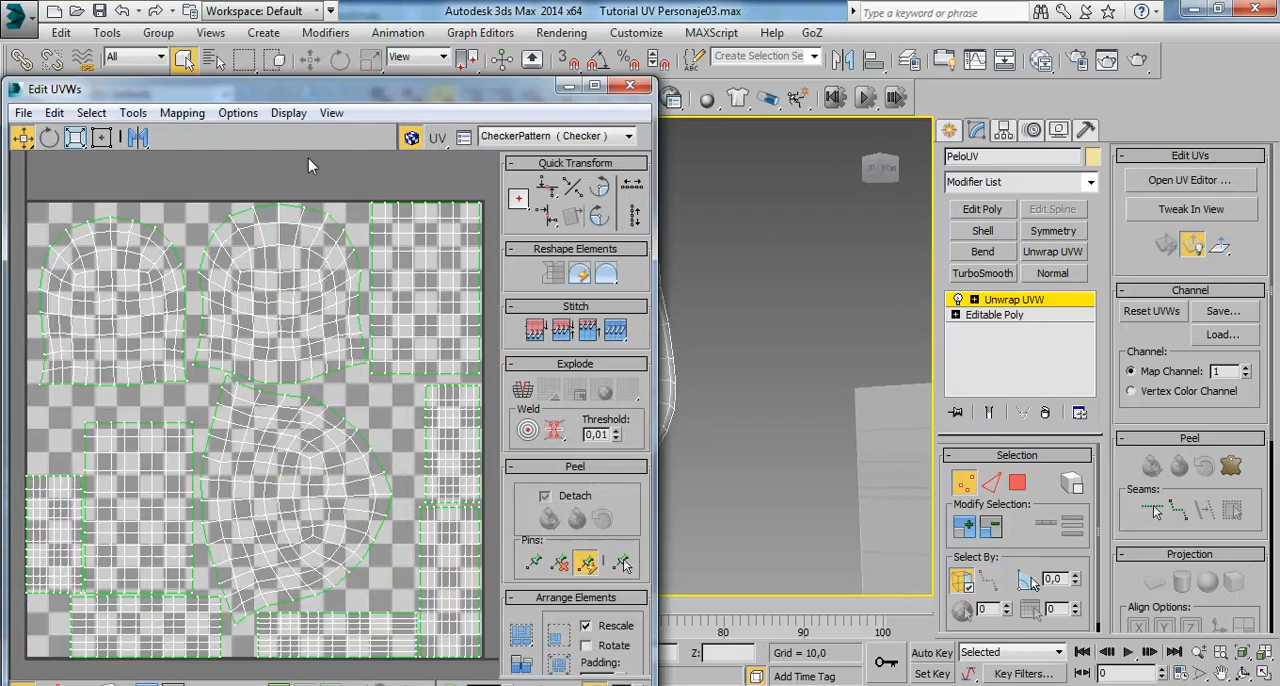 Workspace: Default
Autodesk 3ds Max 2014 x64 Tutorial UV Personaje03.max
Type a keyword or phrase
Edit Tools Group Views Create Modifiers Animation Graph Editors Rendering Customize MAXScript Help GoZ
All View Create Selection Se
Edit UVWs
File Edit Select Tools Mapping Options Display View
UV CheckerPattern ( Checker )
Quick Transform
Reshape Elements
Stitch
Explode
Weld
Threshold:
0,01
Peel
Detach
Pins:
Arrange Elements
Rescale
Rotate
Padding:
PeloUV
Modifier List
Edit Poly Edit Spline
Shell Symmetry
Bend Unwrap UVW
TurboSmooth Normal
Unwrap UVW
Editable Poly
Selection
Modify Selection:
Select By:
0,0
0 0
Edit UVs
Open UV Editor ...
Tweak In View
Channel
Reset UVWs Save...
Load...
Channel:
Map Channel: 1
Vertex Color Channel
Peel
Seams:
Projection
Align Options:
X Y Z
80 90 100
Z: Grid = 10,0
Add Time Tag
Auto Key Selected
Set Key Key Filters...
0